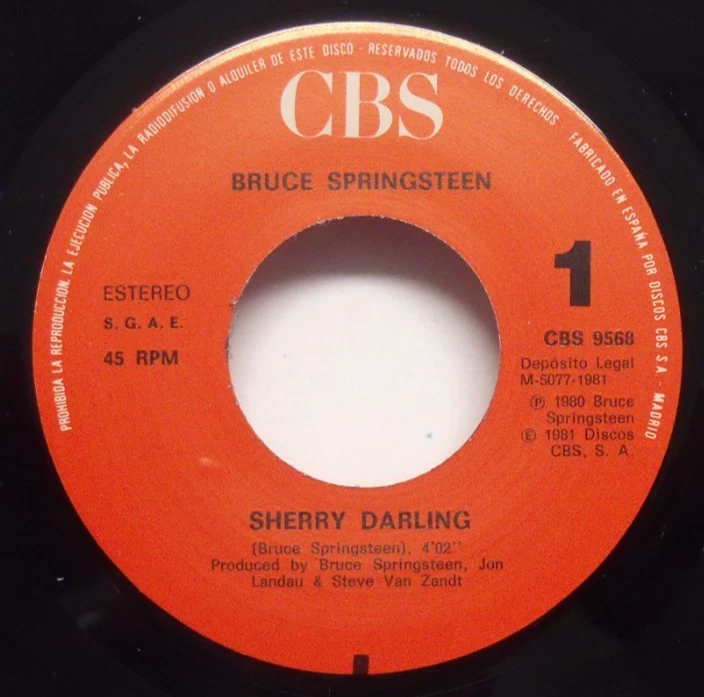 PROHIBIDA LA REPRODUCCION. LA EJECUCION PUBLICA, LA RADIODIFUSION O ALQUILER DE ESTE DISCO - RESERVADOS TODOS LOS DERECHOS FABRICADO EN ESPAÑA POR DISCOS CBS S.A - MADRID
CBS
BRUCE SPRINGSTEEN
1
ESTEREO
S. G. A. E.
45 RPM
CBS 9568
Depósito Legal
M-5077-1981
℗ 1980 Bruce
Springsteen
Ⓔ 1981 Discos
CBS, S. A.
SHERRY DARLING
(Bruce Springsteen), 4'02''
Produced by Bruce Springsteen, Jon
Landau & Steve Van Zandt